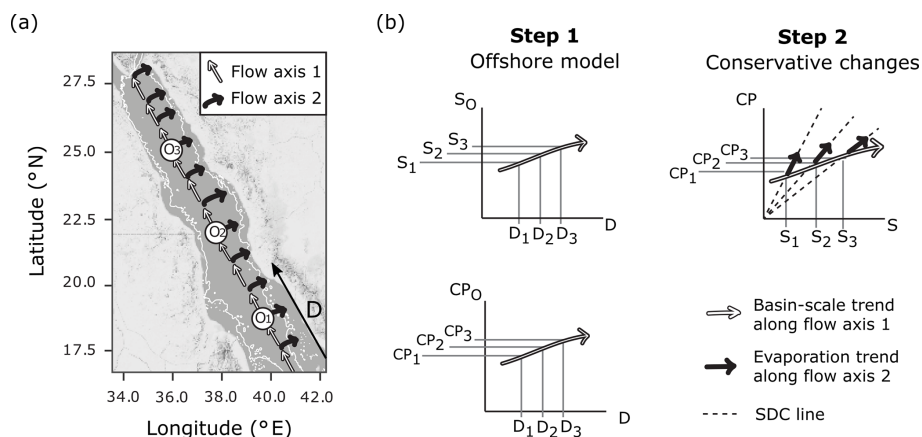 (a)
Flow axis 1
Flow axis 2
27.5
25.0
22.5
20.0
17.5
Latitude (°N)
O3
O2
O1
D
34.0 36.0 38.0 40.0 42.0
Longitude (°E)
(b)
Step 1
Offshore model
SO
S3
S2
S1
D1 D2 D3
D
CPO
CP3
CP2
CP1
D1 D2 D3
D
Step 2
Conservative changes
CP
CP3
CP2
CP1
S
S1 S2 S3
Basin-scale trend
along flow axis 1
Evaporation trend
along flow axis 2
SDC line